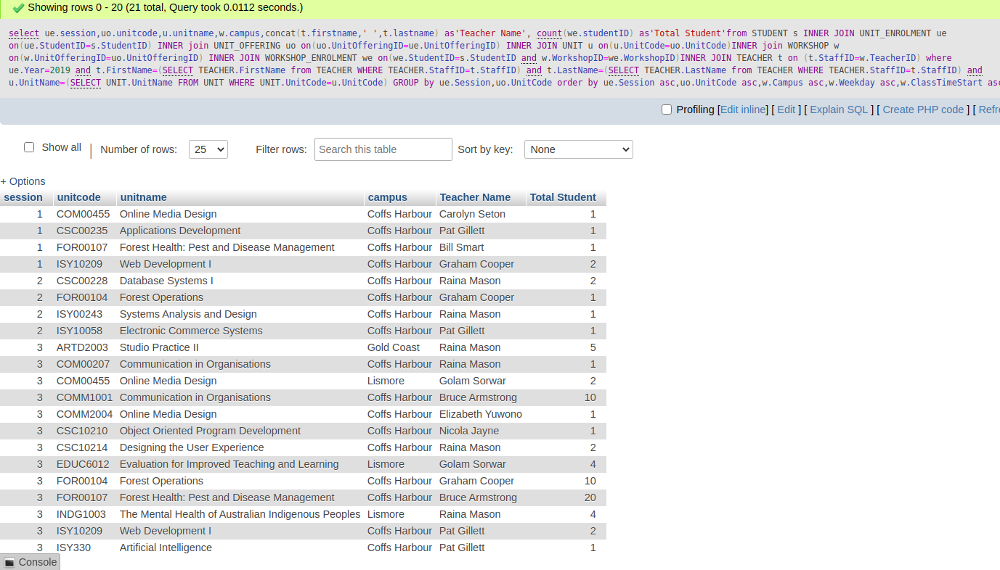 Showing rows 0 - 20 (21 total, Query took 0.0112 seconds.)
select ue.session,uo.unitcode,u.unitname,w.campus,concat(t.firstname,' ',t.lastname) as'Teacher Name', count(we.studentID) as'Total Student'from STUDENT s INNER JOIN UNIT_ENROLMENT ue
on(ue.StudentID=s.StudentID) INNER join UNIT_OFFERING uo on(uo.UnitOfferingID=ue.UnitOfferingID) INNER JOIN UNIT u on(u.UnitCode=uo.UnitCode)INNER join WORKSHOP w
on(w.UnitOfferingID=uo.UnitOfferingID) INNER JOIN WORKSHOP_ENROLMENT we on(we.StudentID=s.StudentID and w.WorkshopID=we.WorkshopID)INNER JOIN TEACHER t on (t.StaffID=w.TeacherID) where
ue.Year=2019 and t.FirstName=(SELECT TEACHER.FirstName from TEACHER WHERE TEACHER.StaffID=t.StaffID) and t.LastName=(SELECT TEACHER.LastName from TEACHER WHERE TEACHER.StaffID=t.StaffID) and
u.UnitName=(SELECT UNIT.UnitName FROM UNIT WHERE UNIT.UnitCode=u.UnitCode) GROUP by ue.Session,uo.UnitCode order by ue.Session asc,uo.UnitCode asc,w.Campus asc,w.Weekday asc,w.ClassTimeStart asc
Profiling [Edit inline] [ Edit ] [ Explain SQL ] [ Create PHP code ] [ Refre
Show all | Number of rows: 25 Filter rows: Search this table Sort by key: None
+ Options
session unitcode unitname campus Teacher Name Total Student
1 COM00455 Online Media Design Coffs Harbour Carolyn Seton 1
1 CSC00235 Applications Development Coffs Harbour Pat Gillett 1
1 FOR00107 Forest Health: Pest and Disease Management Coffs Harbour Bill Smart 1
1 ISY10209 Web Development I Coffs Harbour Graham Cooper 2
2 CSC00228 Database Systems I Coffs Harbour Raina Mason 2
2 FOR00104 Forest Operations Coffs Harbour Graham Cooper 1
2 ISY00243 Systems Analysis and Design Coffs Harbour Raina Mason 1
2 ISY10058 Electronic Commerce Systems Coffs Harbour Pat Gillett 1
3 ARTD2003 Studio Practice II Gold Coast Raina Mason 5
3 COM00207 Communication in Organisations Coffs Harbour Raina Mason 1
3 COM00455 Online Media Design Lismore Golam Sorwar 2
3 COMM1001 Communication in Organisations Coffs Harbour Bruce Armstrong 10
3 COMM2004 Online Media Design Coffs Harbour Elizabeth Yuwono 1
3 CSC10210 Object Oriented Program Development Coffs Harbour Nicola Jayne 1
3 CSC10214 Designing the User Experience Coffs Harbour Raina Mason 2
3 EDUC6012 Evaluation for Improved Teaching and Learning Lismore Golam Sorwar 4
3 FOR00104 Forest Operations Coffs Harbour Graham Cooper 10
3 FOR00107 Forest Health: Pest and Disease Management Coffs Harbour Bruce Armstrong 20
3 INDG1003 The Mental Health of Australian Indigenous Peoples Lismore Raina Mason 4
3 ISY10209 Web Development I Coffs Harbour Pat Gillett 2
3 ISY330 Artificial Intelligence Coffs Harbour Pat Gillett 1
Console